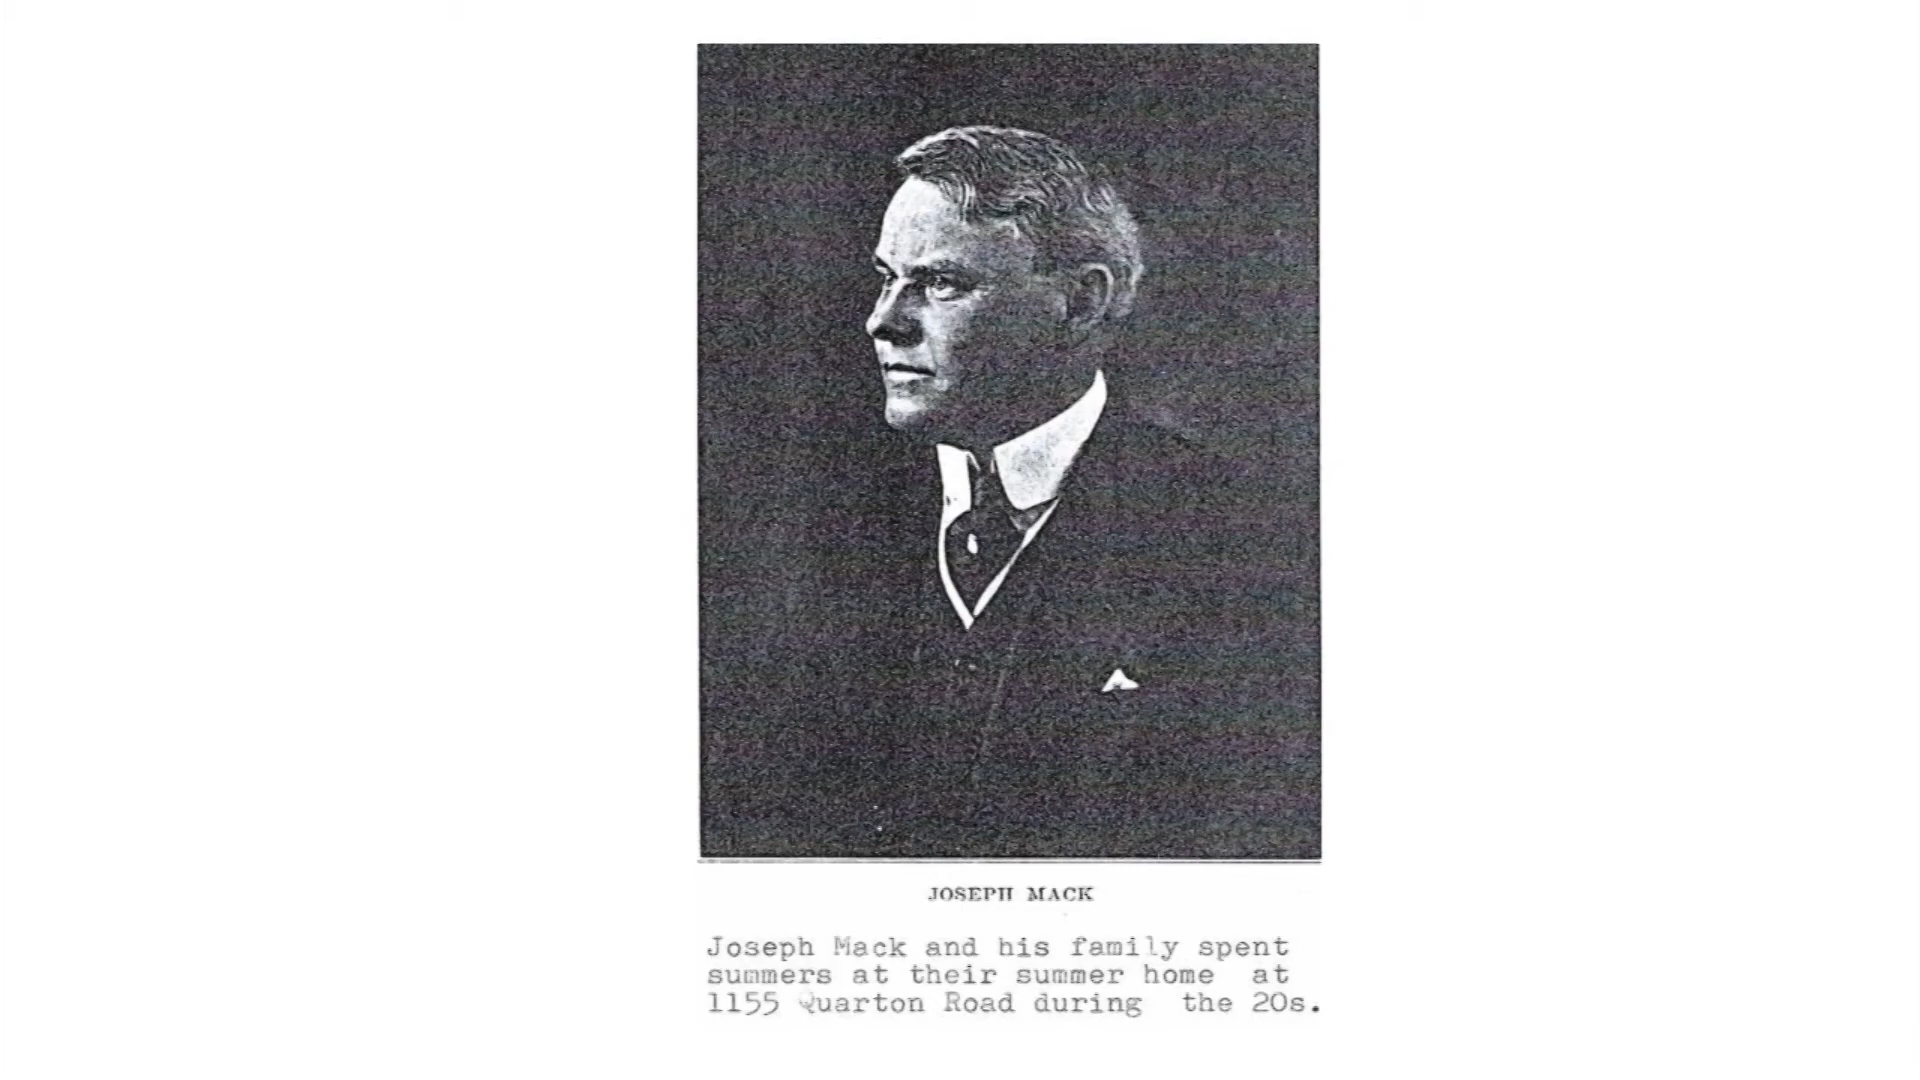 JOSEPH MACK
Joseph Mack and his family spent
summers at their summer home at
1155 Quarton Road during the 20s.